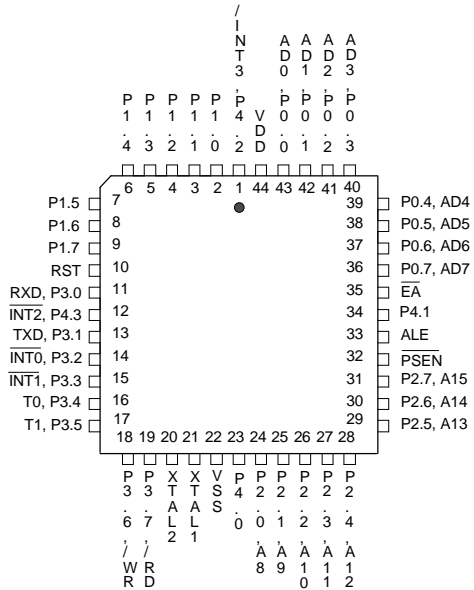 P1.4
P1.3
P1.2
P1.1
P1.0
/INT3,P4.2
VDD
AD0,P0.0
AD1,P0.1
AD2,P0.2
AD3,P0.3
6 5 4 3 2 1 44 43 42 41 40
P1.5 7 39 P0.4, AD4
P1.6 8 38 P0.5, AD5
P1.7 9 37 P0.6, AD6
RST 10 36 P0.7, AD7
RXD, P3.0 11 35 EA
INT2, P4.3 12 34 P4.1
TXD, P3.1 13 33 ALE
INT0, P3.2 14 32 PSEN
INT1, P3.3 15 31 P2.7, A15
T0, P3.4 16 30 P2.6, A14
T1, P3.5 17 29 P2.5, A13
18 19 20 21 22 23 24 25 26 27 28
P3.6,/WR
P3.7,/RD
XTAL2
XTAL1
VSS
P4.0
P2.0,A8
P2.1,A9
P2.2,A10
P2.3,A11
P2.4,A12